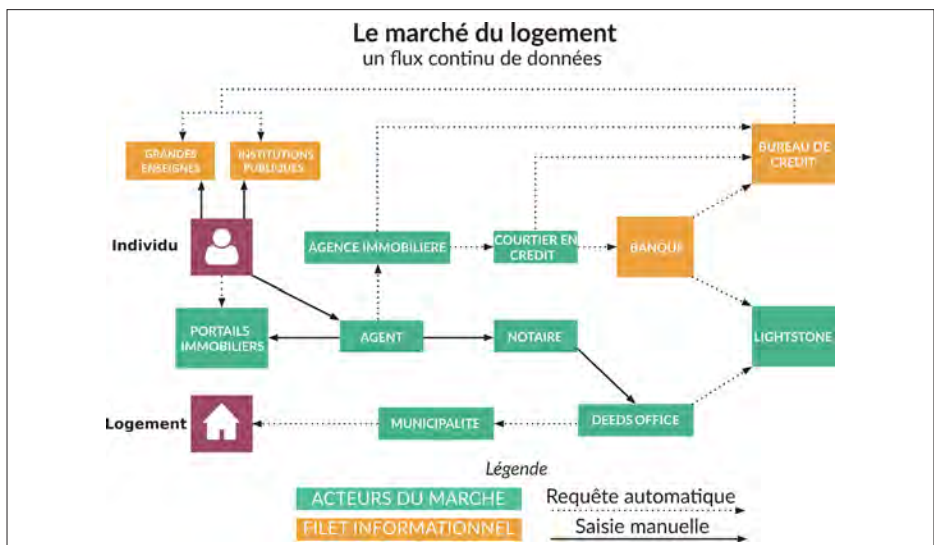 Le marché du logement
un flux continu de données
GRANDES
ENSEIGNES
INSTITUTIONS
PUBLIQUES
BUREAU DE
CREDIT
Individu
AGENCE IMMOBILIERE
COURTIER EN
CREDIT
BANQUE
PORTAILS
IMMOBILIERS
AGENT
NOTAIRE
LIGHTSTONE
Logement
MUNICIPALITE
DEEDS OFFICE
Légende
ACTEURS DU MARCHE
Requête automatique
FILET INFORMATIONNEL
Saisie manuelle